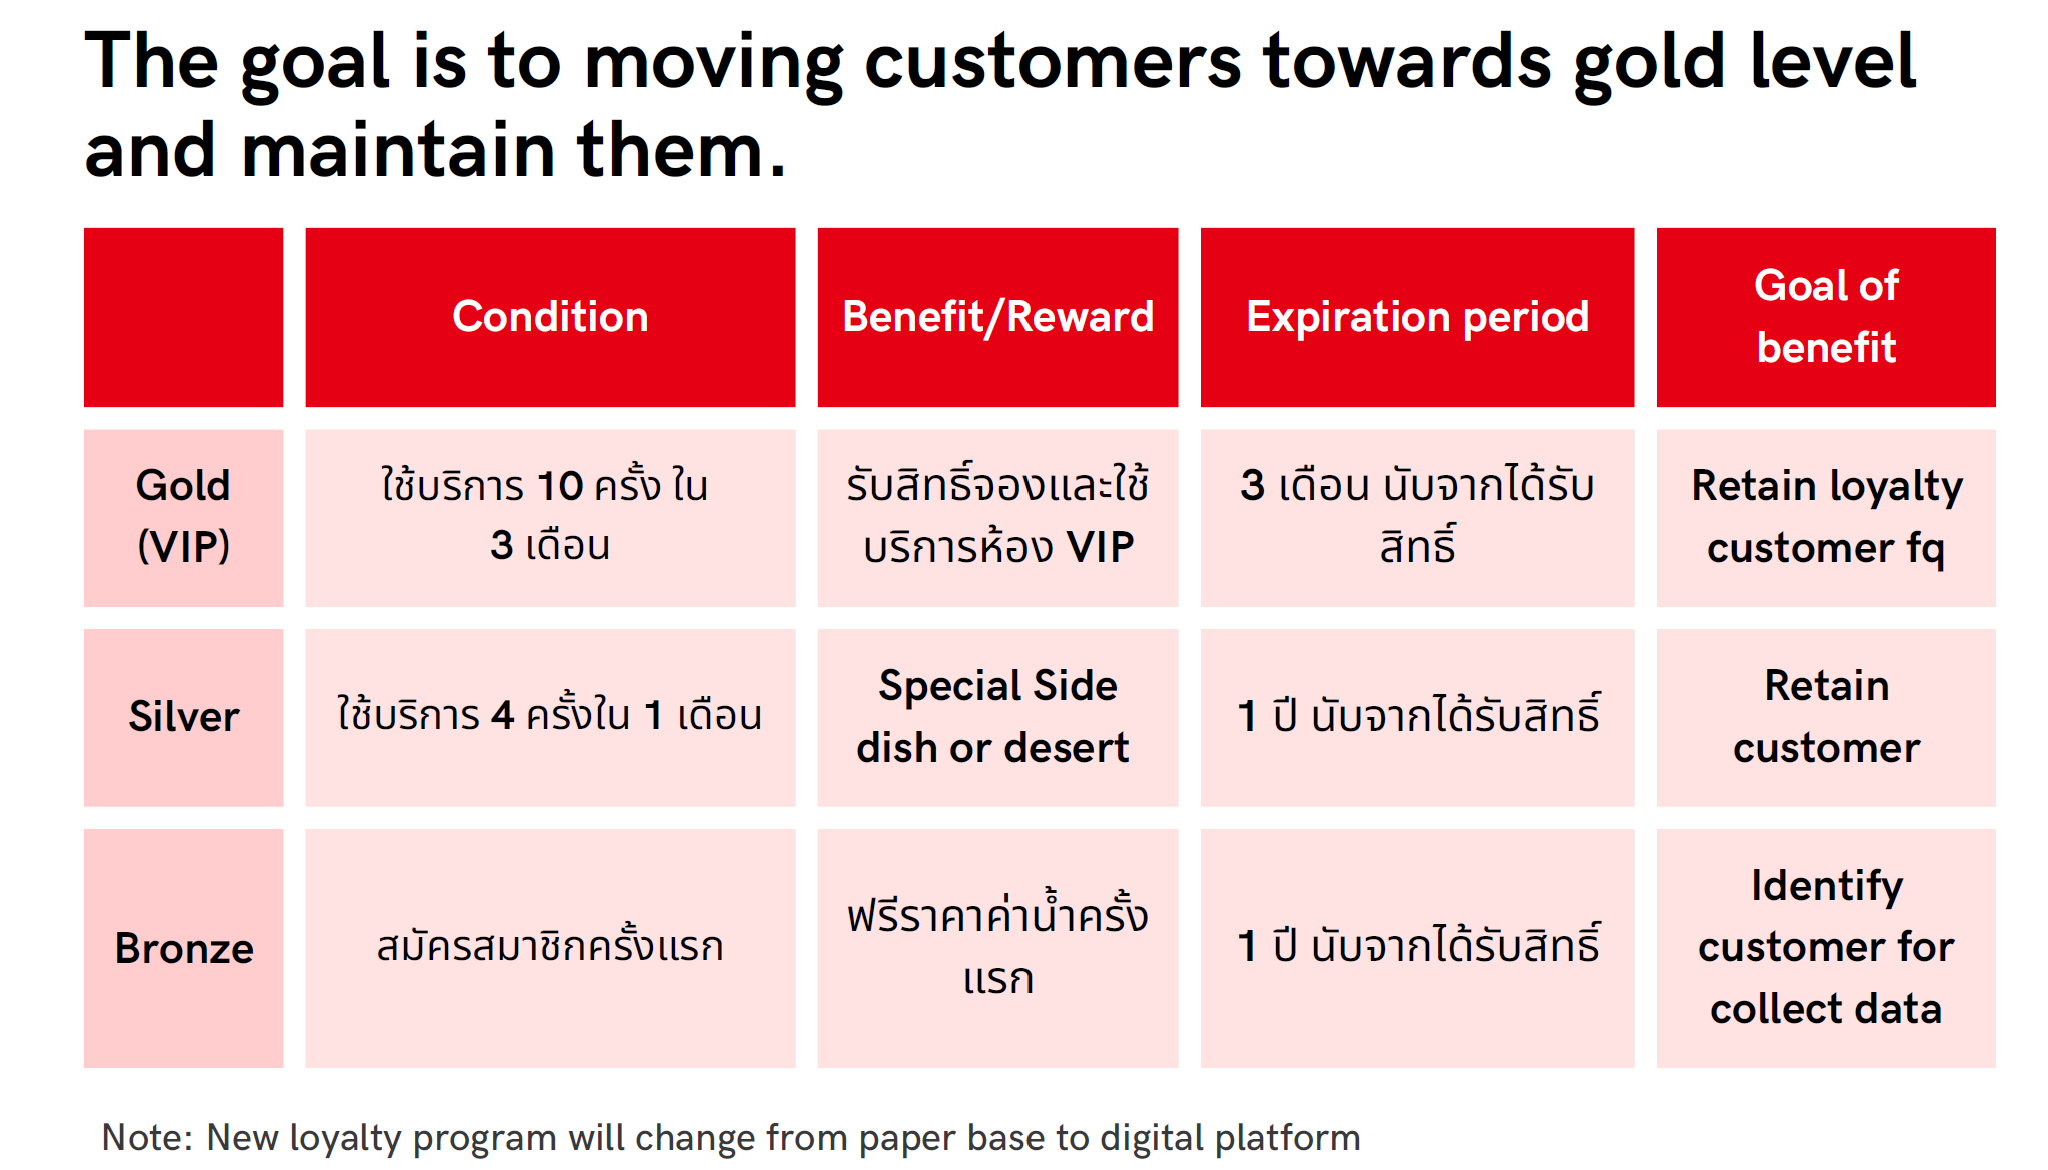 The goal is to moving customers towards gold level
and maintain them.
Condition
Benefit/Reward
Expiration period
Goal of
benefit
Gold
(VIP)
ใช้บริการ 10 ครั้ง ใน
3 เดือน
รับสิทธิ์จองและใช้
บริการห้อง VIP
3 เดือน นับจากได้รับ
สิทธิ์
Retain loyalty
customer fq
Silver
ใช้บริการ 4 ครั้งใน 1 เดือน
Special Side
dish or desert
1 ปี นับจากได้รับสิทธิ์
Retain
customer
Bronze
สมัครสมาชิกครั้งแรก
ฟรีราคาค่าน้ำครั้ง
แรก
1 ปี นับจากได้รับสิทธิ์
Identify
customer for
collect data
Note: New loyalty program will change from paper base to digital platform